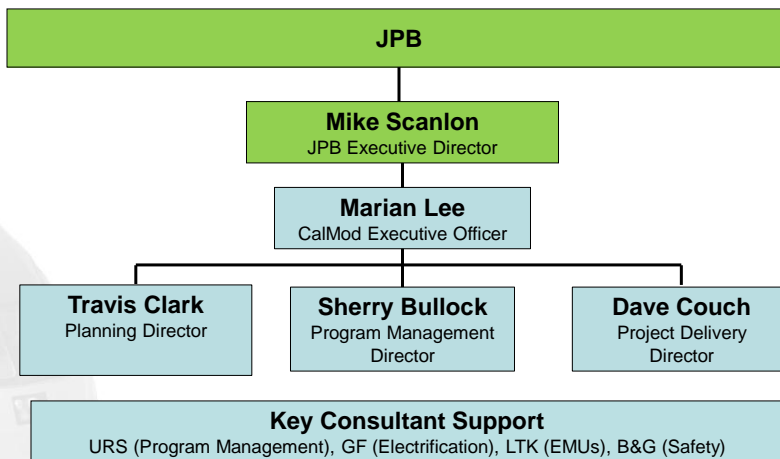 JPB
Mike Scanlon
JPB Executive Director
Marian Lee
CalMod Executive Officer
Travis Clark
Planning Director
Sherry Bullock
Program Management
Director
Dave Couch
Project Delivery
Director
Key Consultant Support
URS (Program Management), GF (Electrification), LTK (EMUs), B&G (Safety)